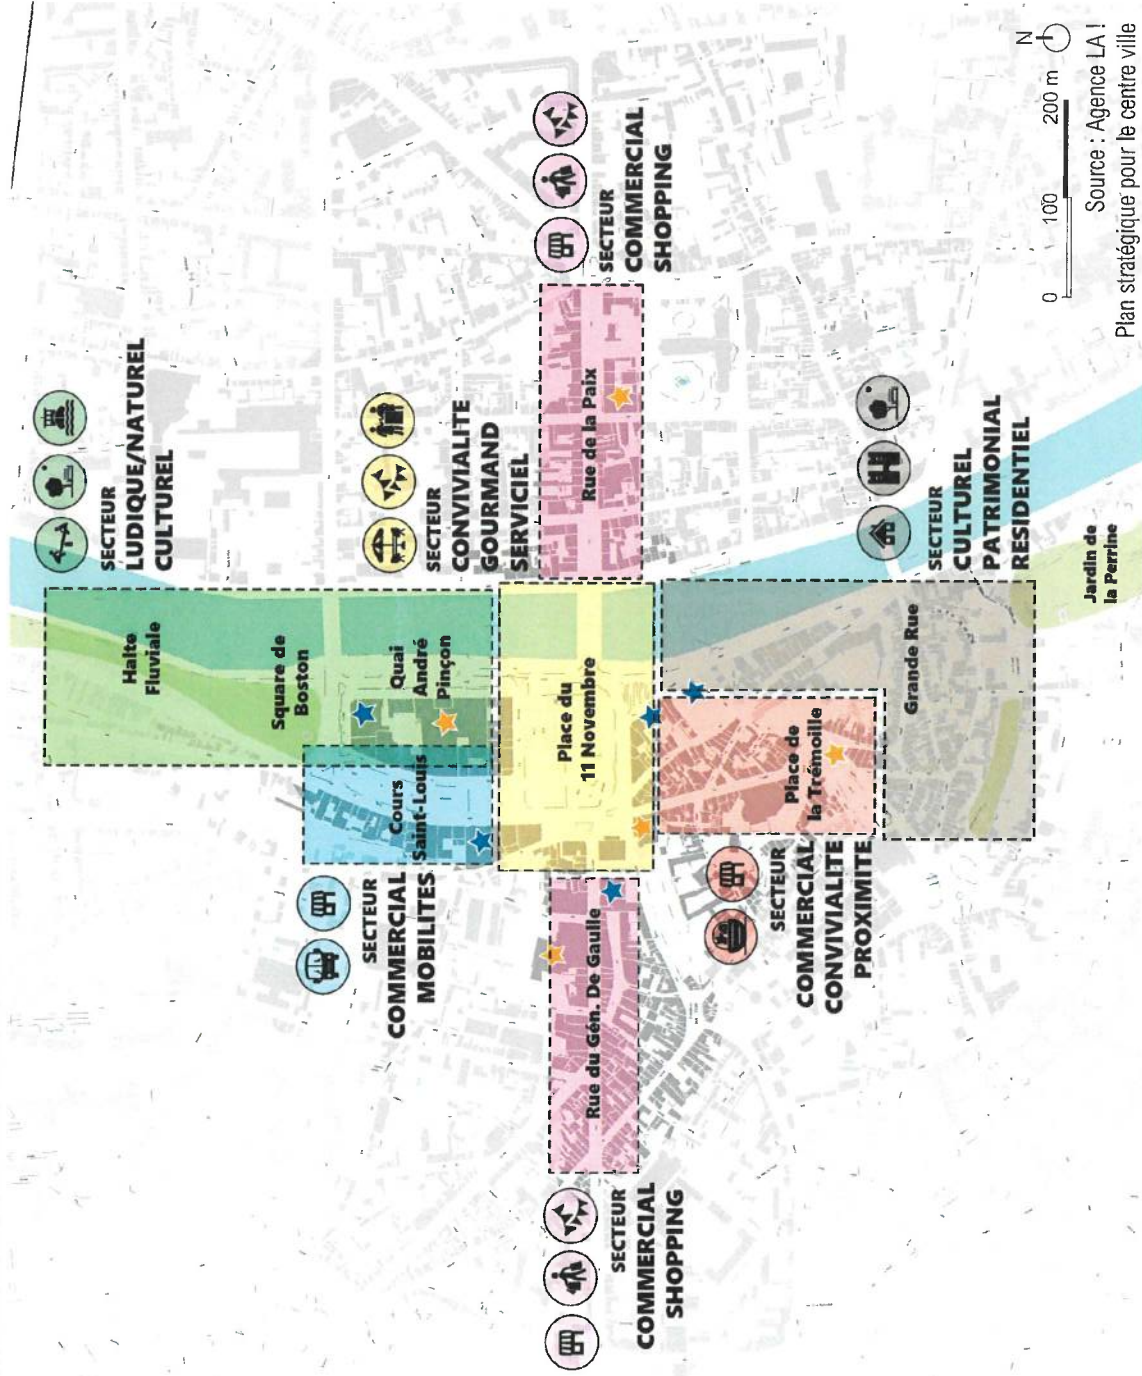 Halte
Fluviale
SECTEUR
LUDIQUE/NATUREL
CULTUREL
Square de
Boston
SECTEUR
COMMERCIAL
MOBILITES
Cours
Saint-Louis
Quai
André
Pinçon
SECTEUR
CONVIVIALITE
GOURMAND
SERVICIEL
SECTEUR
COMMERCIAL
SHOPPING
Rue du Gén. De Gaulle
Place du
11 Novembre
Rue de la Paix
SECTEUR
COMMERCIAL
SHOPPING
SECTEUR
COMMERCIAL
CONVIVIALITE
PROXIMITE
Place de
la Trémoille
Grande Rue
SECTEUR
CULTUREL
PATRIMONIAL
RESIDENTIEL
Jardin de
la Perrine
N
0 100 200 m
Source : Agence LA !
Plan stratégique pour le centre ville